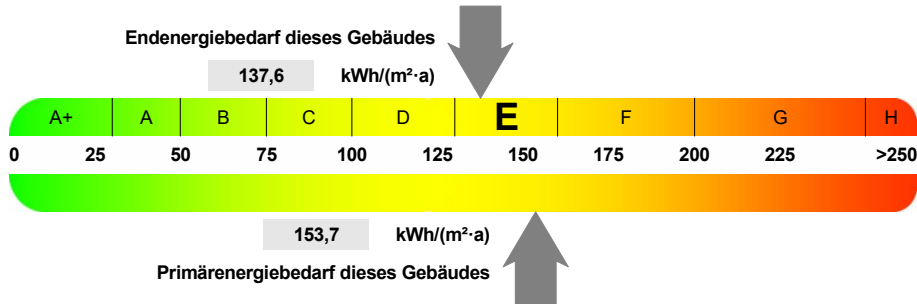 Endenergiebedarf dieses Gebäudes
137,6 kWh/(m²·a)
A+ A B C D E F G H
0 25 50 75 100 125 150 175 200 225 >250
153,7 kWh/(m²·a)
Primärenergiebedarf dieses Gebäudes